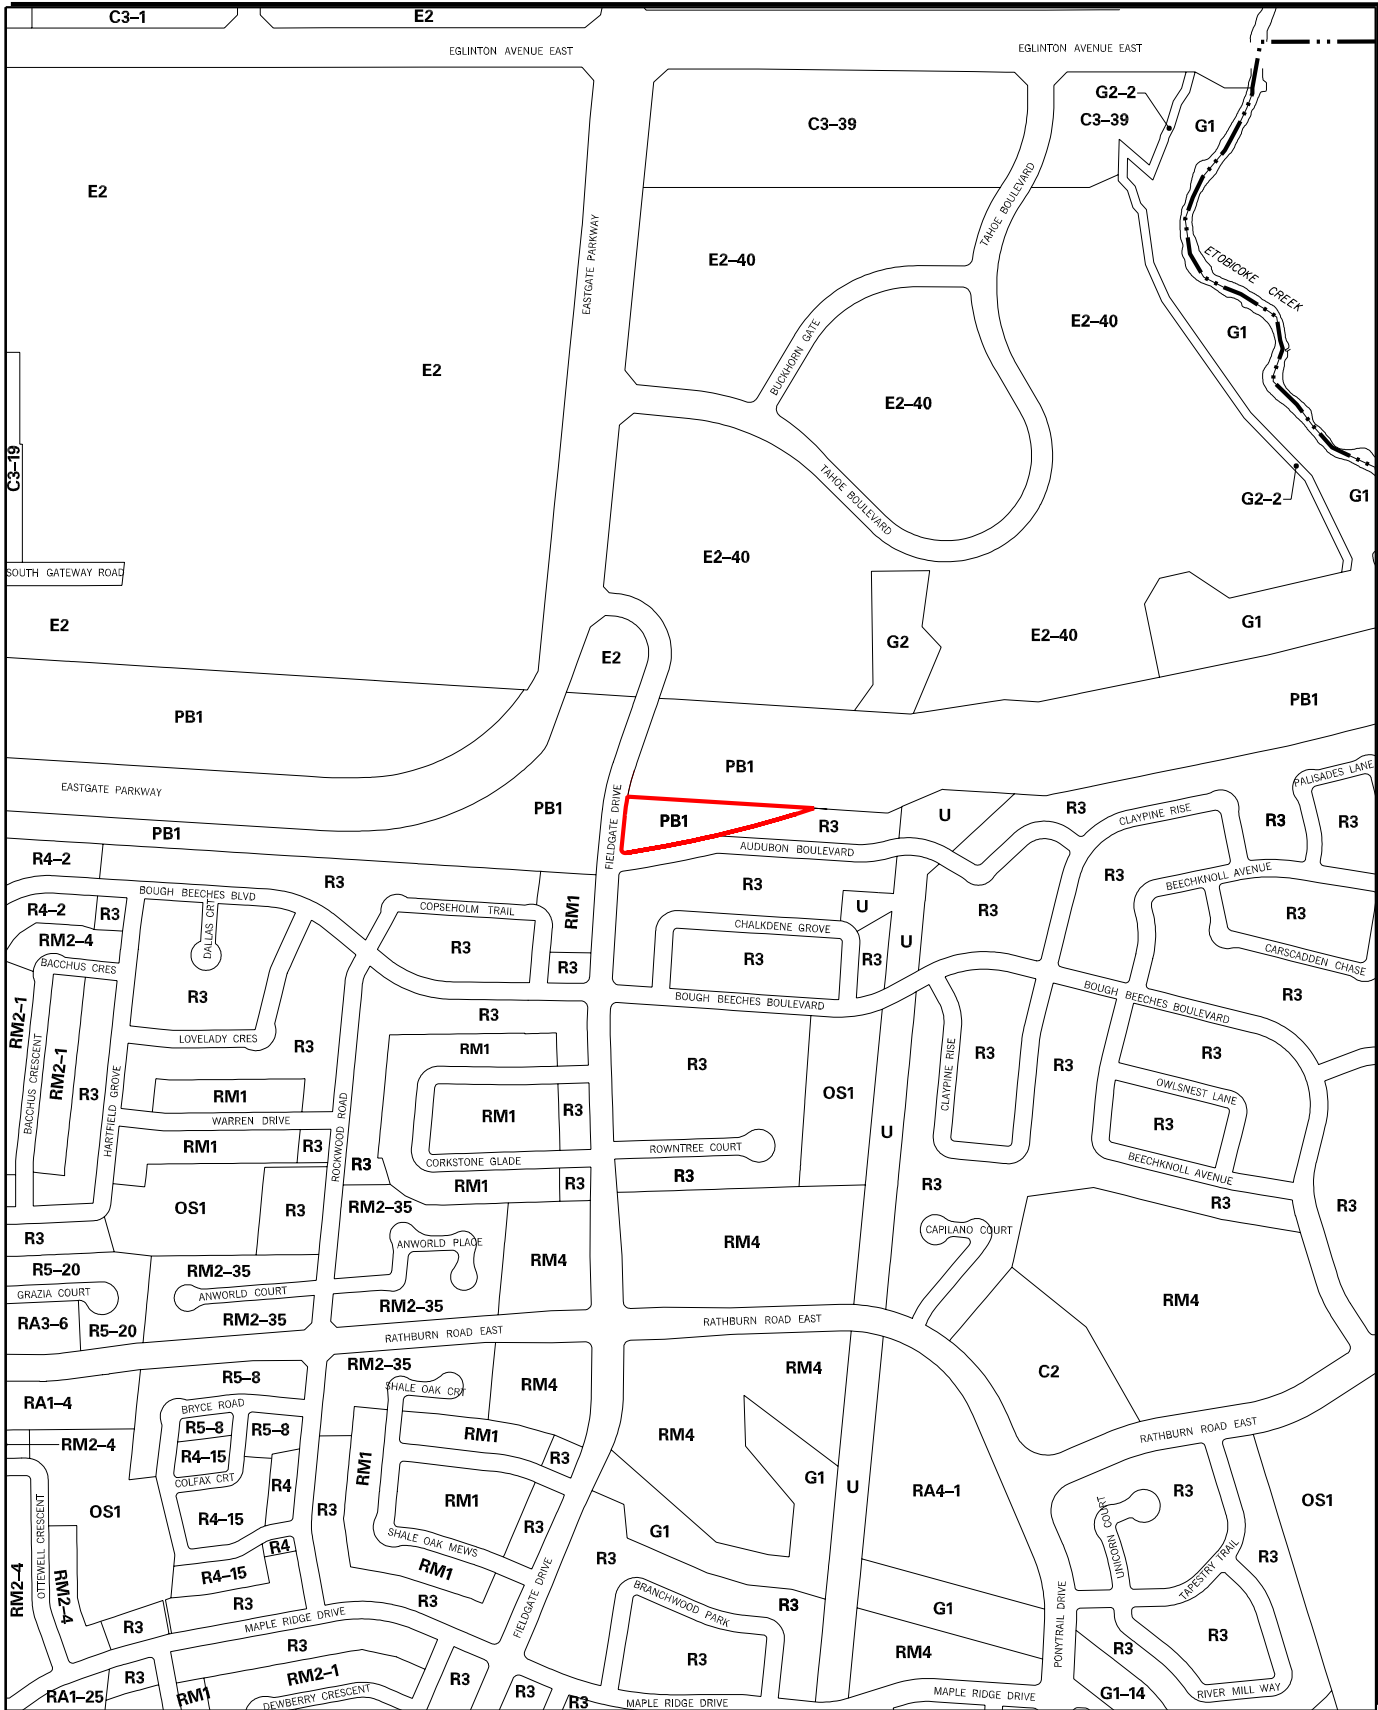 C3–1
E2
EGLINTON AVENUE EAST
EGLINTON AVENUE EAST
G2–2
C3–39
C3–39
G1
E2
TAHOE BOULEVARD
EASTGATE PARKWAY
E2–40
ETOBICOKE CREEK
E2–40
G1
BUCKHORN GATE
E2
E2–40
C3–19
TAHOE BOULEVARD
G2–2
G1
E2–40
SOUTH GATEWAY ROAD
E2
G2
E2–40
G1
E2
PB1
PB1
PB1
EASTGATE PARKWAY
PB1
FIELDGATE DRIVE
PB1
R3
U
R3
CLAYPINE RISE
PALISADES LANE
R3
R3
PB1
AUDUBON BOULEVARD
R4–2
R3
BOUGH BEECHES BLVD
R3
R3
BEECHKNOLL AVENUE
R4–2
R3
DALLAS CRT
COPSEHOLM TRAIL
RM1
U
R3
R3
CHALKDENE GROVE
RM2–4
R3
U
BACCHUS CRES
R3
R3
R3
CARSCADDEN CHASE
R3
BOUGH BEECHES BOULEVARD
BOUGH BEECHES BOULEVARD
R3
RM2–1
R3
LOVELADY CRES
R3
RM1
R3
R3
R3
R3
BACCHUS CRESCENT
RM2–1
R3
HARTFIELD GROVE
RM1
WARREN DRIVE
ROCKWOOD ROAD
RM1
R3
OS1
CLAYPINE RISE
OWLSNEST LANE
R3
U
RM1
R3
R3
CORKSTONE GLADE
ROWNTREE COURT
BEECHKNOLL AVENUE
R3
RM1
R3
R3
R3
R3
OS1
R3
RM2–35
R3
ANWORLD PLACE
RM4
RM4
CAPILANO COURT
R3
R5–20
RM2–35
GRAZIA COURT
ANWORLD COURT
RM2–35
RM2–35
RM4
RA3–6
R5–20
RATHBURN ROAD EAST
RATHBURN ROAD EAST
RM2–35
RM4
C2
R5–8
SHALE OAK CRT
RM4
RA1–4
BRYCE ROAD
R5–8
R5–8
RM1
RM4
RATHBURN ROAD EAST
RM2–4
R4–15
RM1
R3
COLFAX CRT
R4
G1
U
RA4–1
R3
OS1
OS1
R4–15
R3
RM1
R3
UNICORN COURT
OTTEWELL CRESCENT
R4
SHALE OAK MEWS
G1
R3
R3
TAPESTRY TRAIL
RM2–4
RM2–4
R4–15
RM1
FIELDGATE DRIVE
BRANCHWOOD PARK
R3
R3
R3
G1
PONYTRAIL DRIVE
R3
MAPLE RIDGE DRIVE
R3
R3
RM4
R3
R3
RM2–1
R3
R3
RA1–25
RM1
DEWBERRY CRESCENT
R3
R3
MAPLE RIDGE DRIVE
MAPLE RIDGE DRIVE
G1–14
RIVER MILL WAY